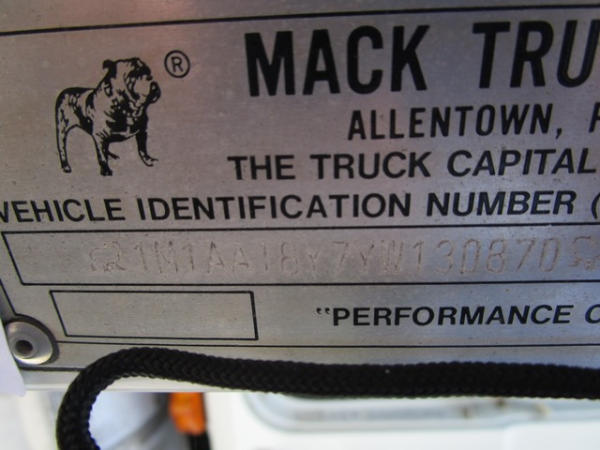 ® MACK TRU
ALLENTOWN, P
THE TRUCK CAPITAL
VEHICLE IDENTIFICATION NUMBER (
1M1AA18Y7YW130870
"PERFORMANCE C